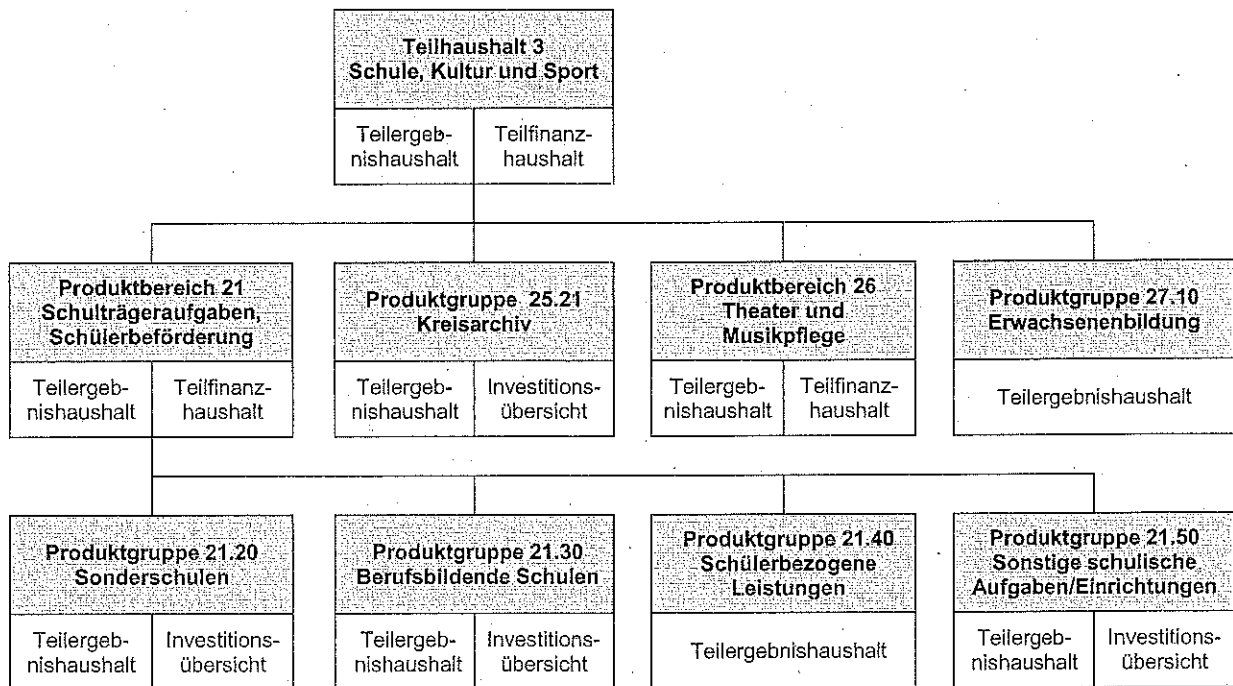 Teilhaushalt 3
Schule, Kultur und Sport
Teilergeb-
nishaushalt
Teilfinanz-
haushalt
Produktbereich 21
Schulträgeraufgaben,
Schülerbeförderung
Teilergeb-
nishaushalt
Teilfinanz-
haushalt
Produktgruppe 25.21
Kreisarchiv
Teilergeb-
nishaushalt
Investitions-
übersicht
Produktbereich 26
Theater und
Musikpflege
Teilergeb-
nishaushalt
Teilfinanz-
haushalt
Produktgruppe 27.10
Erwachsenenbildung
Teilergebnishaushalt
Produktgruppe 21.20
Sonderschulen
Teilergeb-
nishaushalt
Investitions-
übersicht
Produktgruppe 21.30
Berufsbildende Schulen
Teilergeb-
nishaushalt
Investitions-
übersicht
Produktgruppe 21.40
Schülerbezogene
Leistungen
Teilergebnishaushalt
Produktgruppe 21.50
Sonstige schulische
Aufgaben/Einrichtungen
Teilergeb-
nishaushalt
Investitions-
übersicht